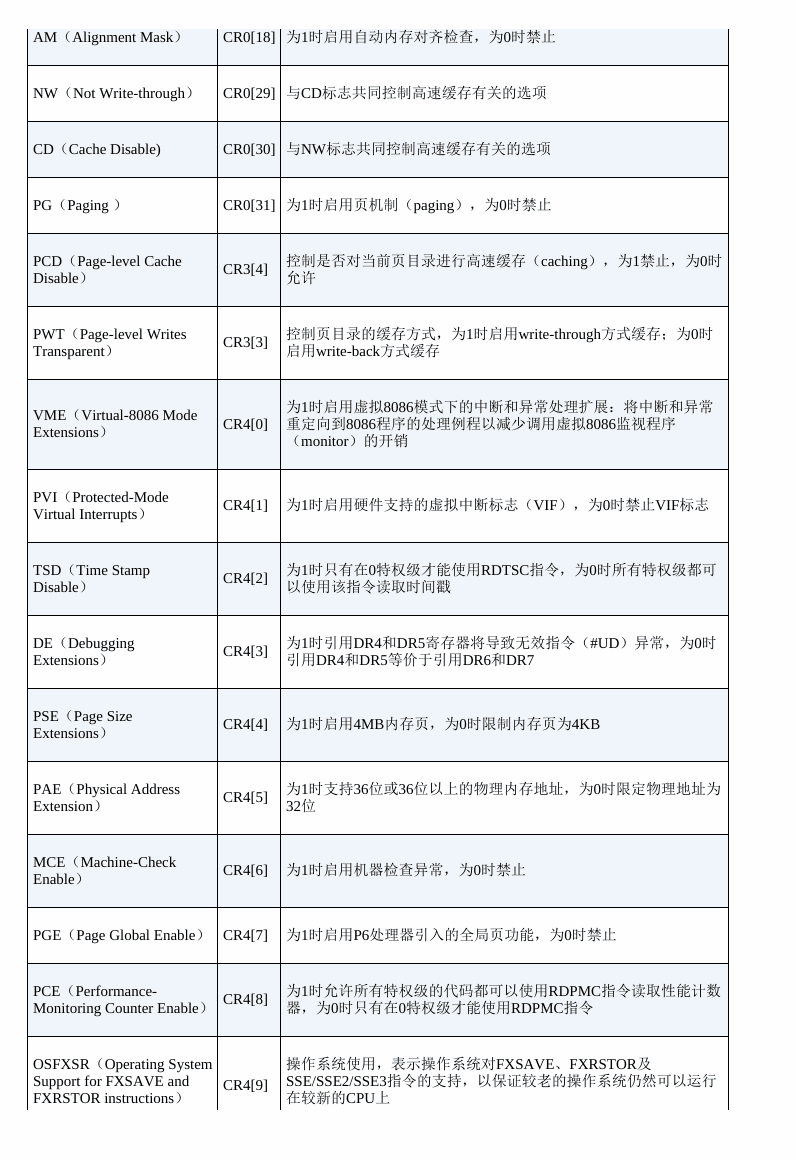 AM（Alignment Mask） CR0[18] 为1时启用自动内存对齐检查，为0时禁止
NW（Not Write-through） CR0[29] 与CD标志共同控制高速缓存有关的选项
CD（Cache Disable) CR0[30] 与NW标志共同控制高速缓存有关的选项
PG（Paging ） CR0[31] 为1时启用页机制（paging），为0时禁止
PCD（Page-level Cache
Disable）
CR3[4]
控制是否对当前页目录进行高速缓存（caching），为1禁止，为0时
允许
PWT（Page-level Writes
Transparent）
CR3[3]
控制页目录的缓存方式，为1时启用write-through方式缓存；为0时
启用write-back方式缓存
VME（Virtual-8086 Mode
Extensions）
CR4[0]
为1时启用虚拟8086模式下的中断和异常处理扩展：将中断和异常
重定向到8086程序的处理例程以减少调用虚拟8086监视程序
（monitor）的开销
PVI（Protected-Mode
Virtual Interrupts）
CR4[1]
为1时启用硬件支持的虚拟中断标志（VIF），为0时禁止VIF标志
TSD（Time Stamp
Disable）
CR4[2]
为1时只有在0特权级才能使用RDTSC指令，为0时所有特权级都可
以使用该指令读取时间戳
DE（Debugging
Extensions）
CR4[3]
为1时引用DR4和DR5寄存器将导致无效指令（#UD）异常，为0时
引用DR4和DR5等价于引用DR6和DR7
PSE（Page Size
Extensions）
CR4[4]
为1时启用4MB内存页，为0时限制内存页为4KB
PAE（Physical Address
Extension）
CR4[5]
为1时支持36位或36位以上的物理内存地址，为0时限定物理地址为
32位
MCE（Machine-Check
Enable）
CR4[6]
为1时启用机器检查异常，为0时禁止
PGE（Page Global Enable） CR4[7] 为1时启用P6处理器引入的全局页功能，为0时禁止
PCE（Performance-
Monitoring Counter Enable）
CR4[8]
为1时允许所有特权级的代码都可以使用RDPMC指令读取性能计数
器，为0时只有在0特权级才能使用RDPMC指令
OSFXSR（Operating System
Support for FXSAVE and
FXRSTOR instructions）
CR4[9]
操作系统使用，表示操作系统对FXSAVE、FXRSTOR及
SSE/SSE2/SSE3指令的支持，以保证较老的操作系统仍然可以运行
在较新的CPU上